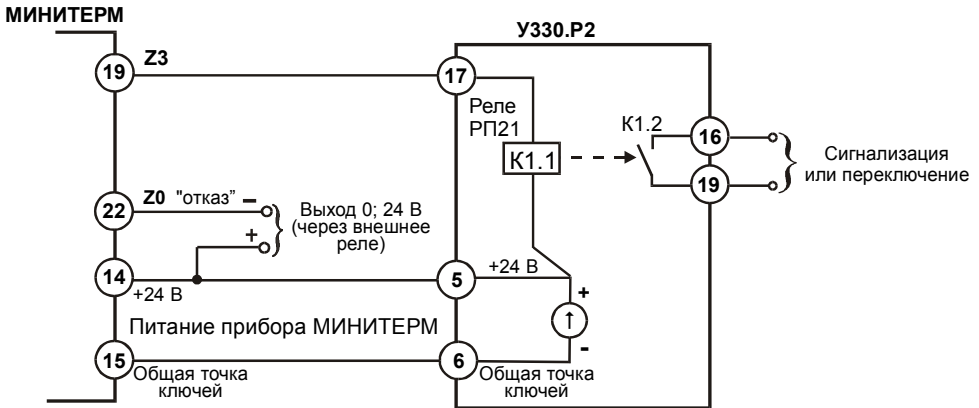 МИНИТЕРМ
У330.Р2
19
Z3
17
Реле
РП21
К1.1
К1.2
16
19
Сигнализация
или переключение
22
Z0 "отказ” –
+
Выход 0; 24 В
(через внешнее
реле)
14
+24 В
5
+24 В
+
↑
-
Питание прибора МИНИТЕРМ
15
Общая точка
ключей
6
Общая точка
ключей